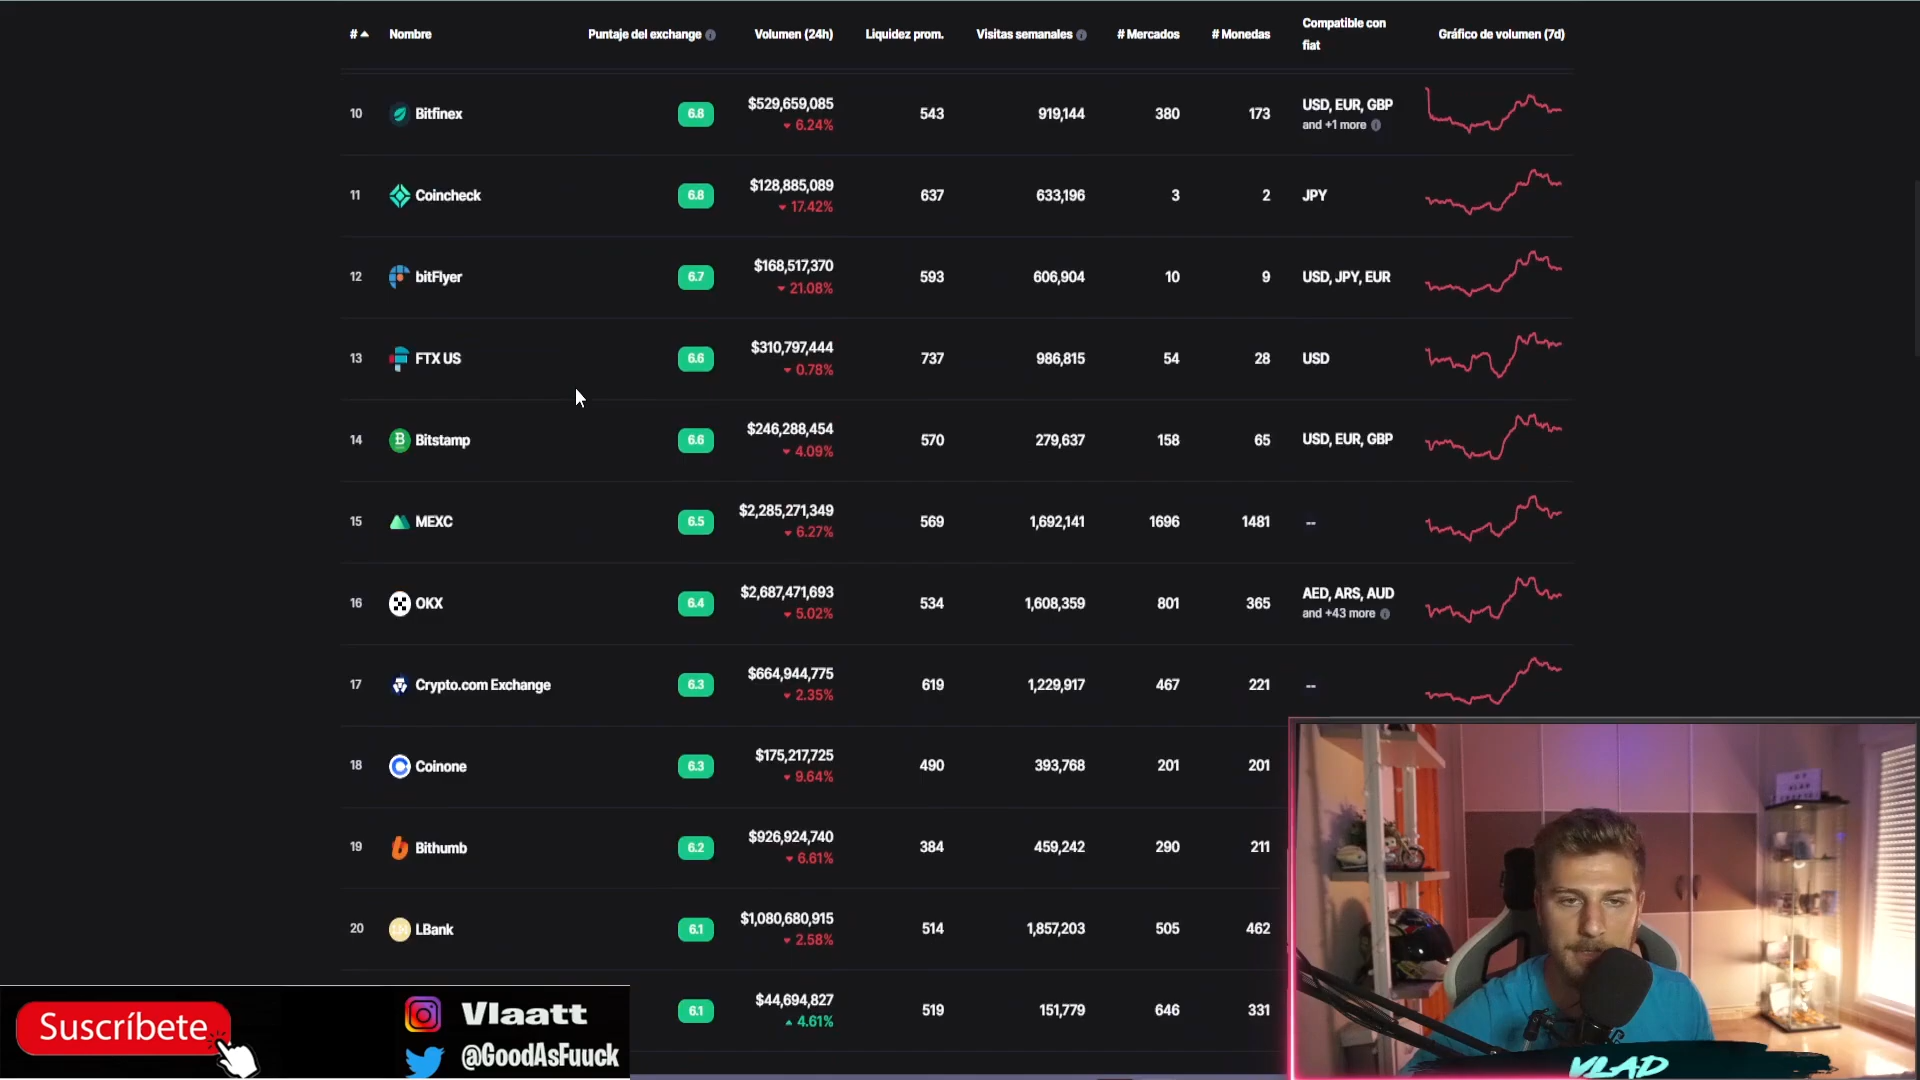 # Nombre Puntaje del exchange Volumen (24h) Liquidez prom. Visitas semanales # Mercados # Monedas Compatible con fiat Gráfico de volumen (7d)
10 Bitfinex 6.8 $529,659,085 543 919,144 380 173 USD, EUR, GBP
6.24% and +1 more
11 Coincheck 6.8 $128,885,089 637 633,196 3 2 JPY
17.42%
12 bitFlyer 6.7 $168,517,370 593 606,904 10 9 USD, JPY, EUR
21.08%
13 FTX US 6.6 $310,797,444 737 986,815 54 28 USD
0.78%
14 Bitstamp 6.6 $246,288,454 570 279,637 158 65 USD, EUR, GBP
4.09%
15 MEXC 6.5 $2,285,271,349 569 1,692,141 1696 1481 --
6.27%
16 OKX 6.4 $2,687,471,693 534 1,608,359 801 365 AED, ARS, AUD
5.02% and +43 more
17 Crypto.com Exchange 6.3 $664,944,775 619 1,229,917 467 221 --
2.35%
18 Coinone 6.3 $175,217,725 490 393,768 201 201
9.64%
19 Bithumb 6.2 $926,924,740 384 459,242 290 211
6.61%
20 LBank 6.1 $1,080,680,915 514 1,857,203 505 462
2.58%
6.1 $44,694,827 519 151,779 646 331
4.61%
Suscríbete
Vlaatt
@GoodAsFuuck
VLAD